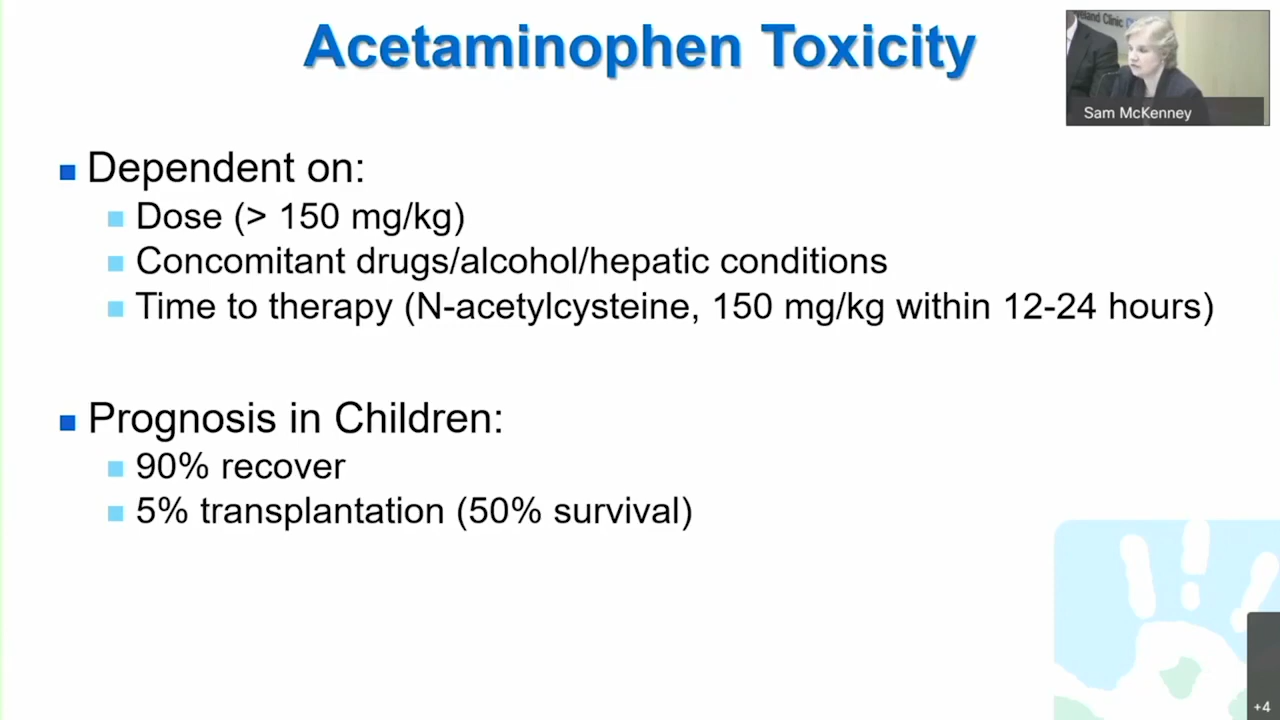 Acetaminophen Toxicity
Sam McKenney
Dependent on:
Dose (> 150 mg/kg)
Concomitant drugs/alcohol/hepatic conditions
Time to therapy (N-acetylcysteine, 150 mg/kg within 12-24 hours)
Prognosis in Children:
90% recover
5% transplantation (50% survival)
+4